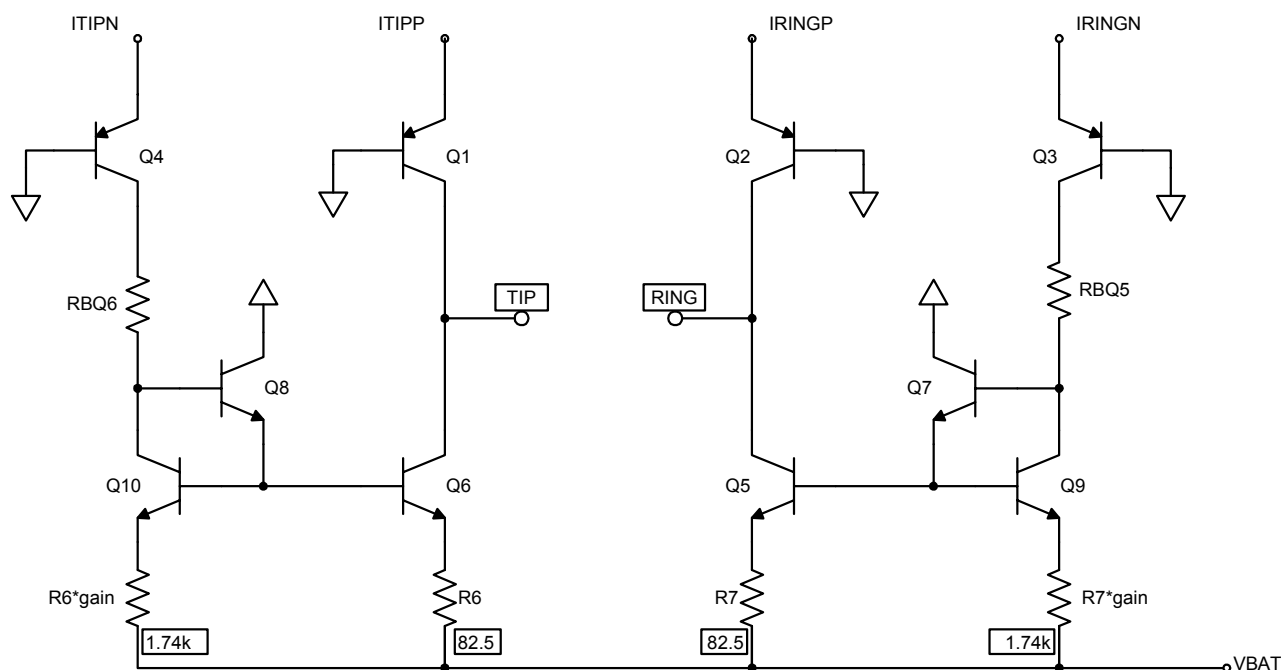 ITIPN
ITIPP
IRINGP
IRINGN
Q4
Q1
Q2
Q3
RBQ6
TIP
RING
RBQ5
Q8
Q7
Q10
Q6
Q5
Q9
R6*gain
R6
R7
R7*gain
1.74k
82.5
82.5
1.74k
VBAT